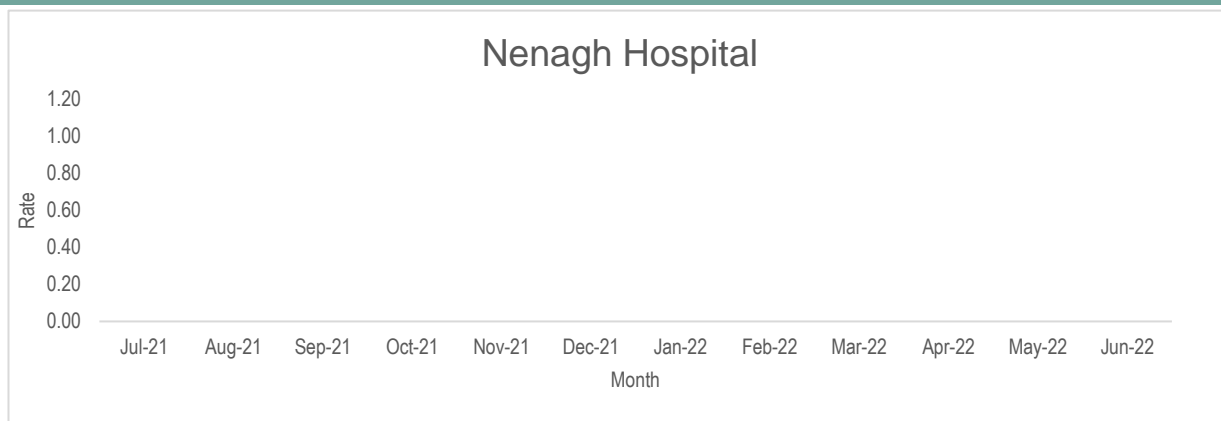 Nenagh Hospital
1.20
1.00
0.80
0.60
0.40
0.20
0.00
Rate
Jul-21 Aug-21 Sep-21 Oct-21 Nov-21 Dec-21 Jan-22 Feb-22 Mar-22 Apr-22 May-22 Jun-22
Month